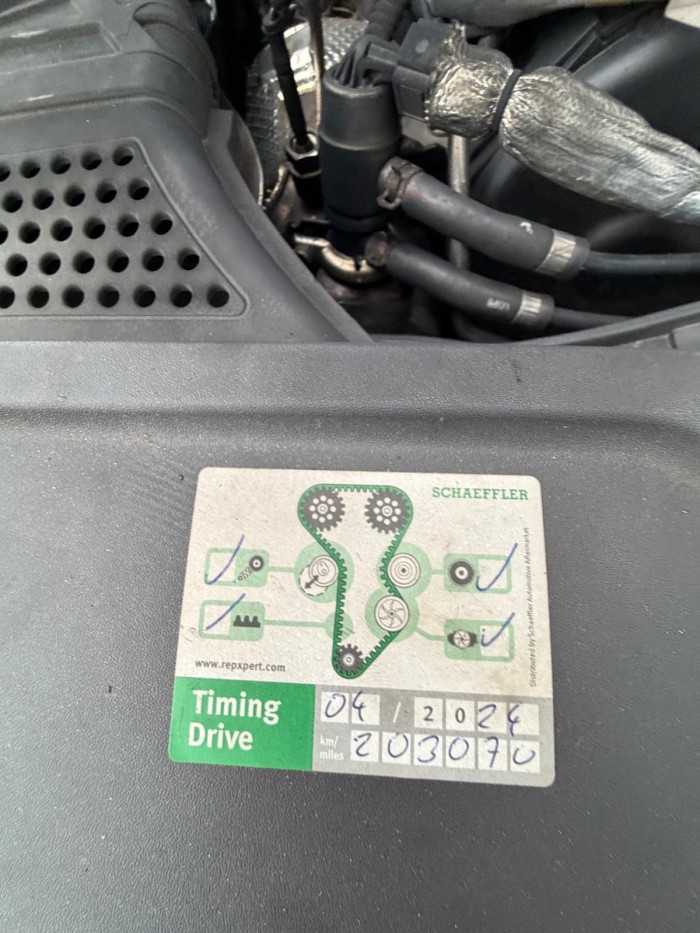 SCHAEFFLER
Distributed by Schaeffler Automotive Aftermarket
www.repxpert.com
Timing
Drive
04 / 2024
km/
miles
203070